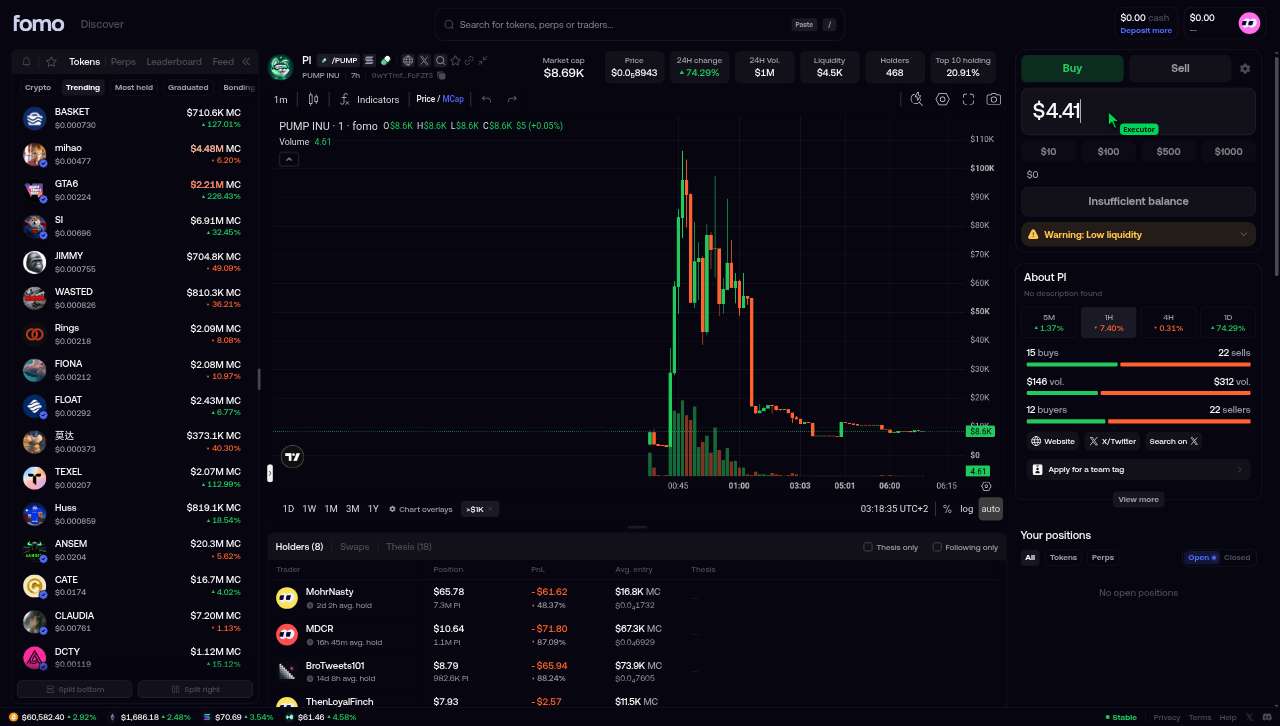 fomo
Discover
Search for tokens, perps or traders...
Paste
/
$0.00 cash
Deposit more
$0.00
—
Tokens
Perps
Leaderboard
Feed
Crypto
Trending
Most held
Graduated
Bonding
BASKET
$0.000730
$710.6K MC
127.01%
mihao
$0.00477
$4.48M MC
6.20%
GTA6
$0.00224
$2.21M MC
226.43%
SI
$0.00696
$6.91M MC
32.45%
JIMMY
$0.000755
$704.8K MC
49.09%
WASTED
$0.000826
$810.3K MC
36.21%
Rings
$0.00218
$2.09M MC
8.08%
FIONA
$0.00212
$2.08M MC
10.97%
FLOAT
$0.00292
$2.43M MC
6.77%
莫达
$0.000373
$373.1K MC
40.30%
TEXEL
$0.00207
$2.07M MC
112.99%
Huss
$0.000859
$819.1K MC
18.54%
ANSEM
$0.0204
$20.3M MC
5.62%
CATE
$0.0174
$16.7M MC
4.02%
CLAUDIA
$0.00761
$7.20M MC
1.13%
DCTY
$0.00119
$1.12M MC
15.12%
Split bottom
Split right
PI
/PUMP
PUMP INU
7h
Market cap
$8.69K
Price
$0.0₅8943
24H change
74.29%
24H Vol.
$1M
Liquidity
$4.5K
Holders
468
Top 10 holding
20.91%
1m
Indicators
Price / MCap
PUMP INU · 1 · fomo O$8.6K H$8.6K L$8.6K C$8.6K $5 (+0.05%)
Volume 4.61
$110K
$100K
$90K
$80K
$70K
$60K
$50K
$40K
$30K
$20K
$8.6K
$0
4.61
00:45
01:00
03:03
05:01
06:00
06:15
1D
1W
1M
3M
1Y
Chart overlays
>$1K
03:18:35 UTC+2
%
log
auto
Holders (8)
Swaps
Thesis (18)
Thesis only
Following only
Trader
Position
PnL
Avg. entry
Thesis
MohrNasty
2d 2h avg. hold
$65.78
7.3M PI
-$61.62
48.37%
$16.8K MC
$0.0₄1732
MDCR
16h 45m avg. hold
$10.64
1.1M PI
-$71.80
87.09%
$67.3K MC
$0.0₄6929
BroTweets101
14d 8h avg. hold
$8.79
982.6K PI
-$65.94
88.24%
$73.9K MC
$0.0₄7605
ThenLoyalFinch
$7.93
-$2.57
$11.5K MC
Buy
Sell
$4.41
Executor
$10
$100
$500
$1000
$0
Insufficient balance
Warning: Low liquidity
About PI
No description found
5M
1.37%
1H
7.40%
4H
0.31%
1D
74.29%
15 buys
22 sells
$146 vol.
$312 vol.
12 buyers
22 sellers
Website
X/Twitter
Search on X
Apply for a team tag
View more
Your positions
All
Tokens
Perps
Open
Closed
No open positions
$60,582.40 2.92%
$1,686.18 2.48%
$70.69 3.54%
$61.46 4.58%
Stable
Privacy
Terms
Help